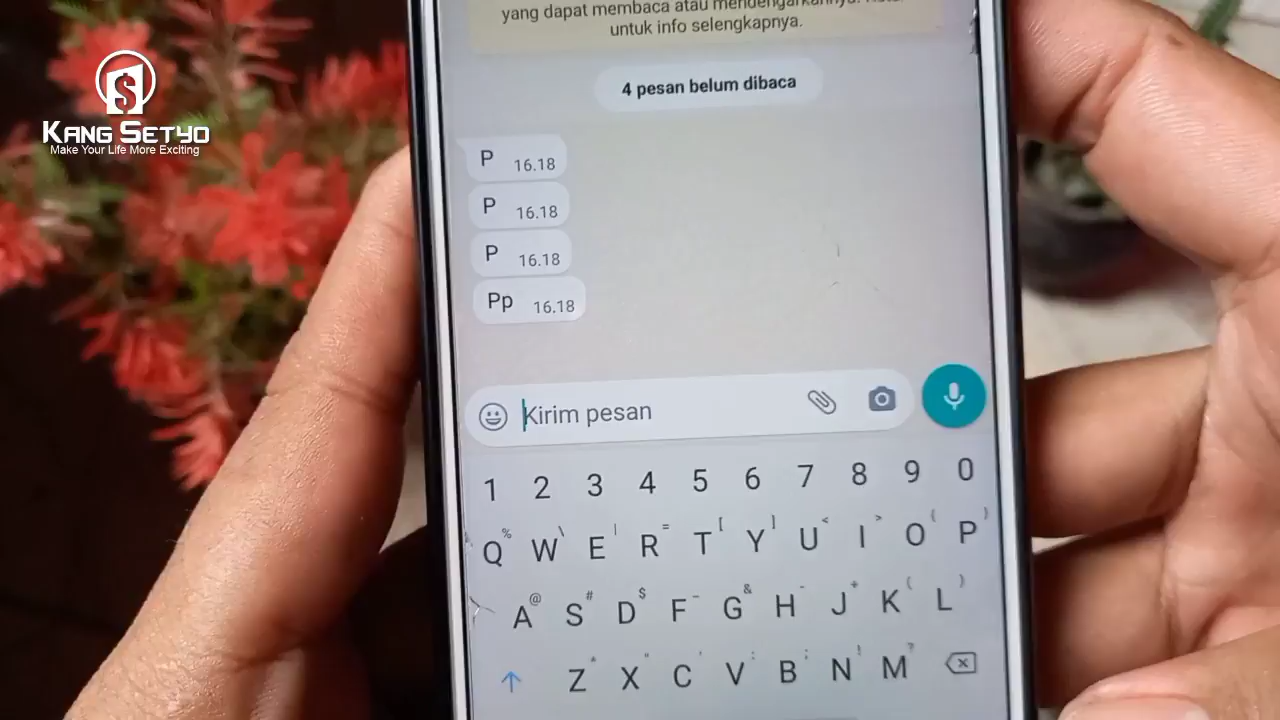 KANG SETYO
Make Your Life More Exciting
yang dapat membaca atau mendengarkannya.
untuk info selengkapnya.
4 pesan belum dibaca
P 16.18
P 16.18
P 16.18
Pp 16.18
Kirim pesan
1 2 3 4 5 6 7 8 9 0
% \ | = [ ] < > { }
Q W E R T Y U I O P
@ # $ - & - + ( )
A S D F G H J K L
* " ' : ; ! ?
Z X C V B N M